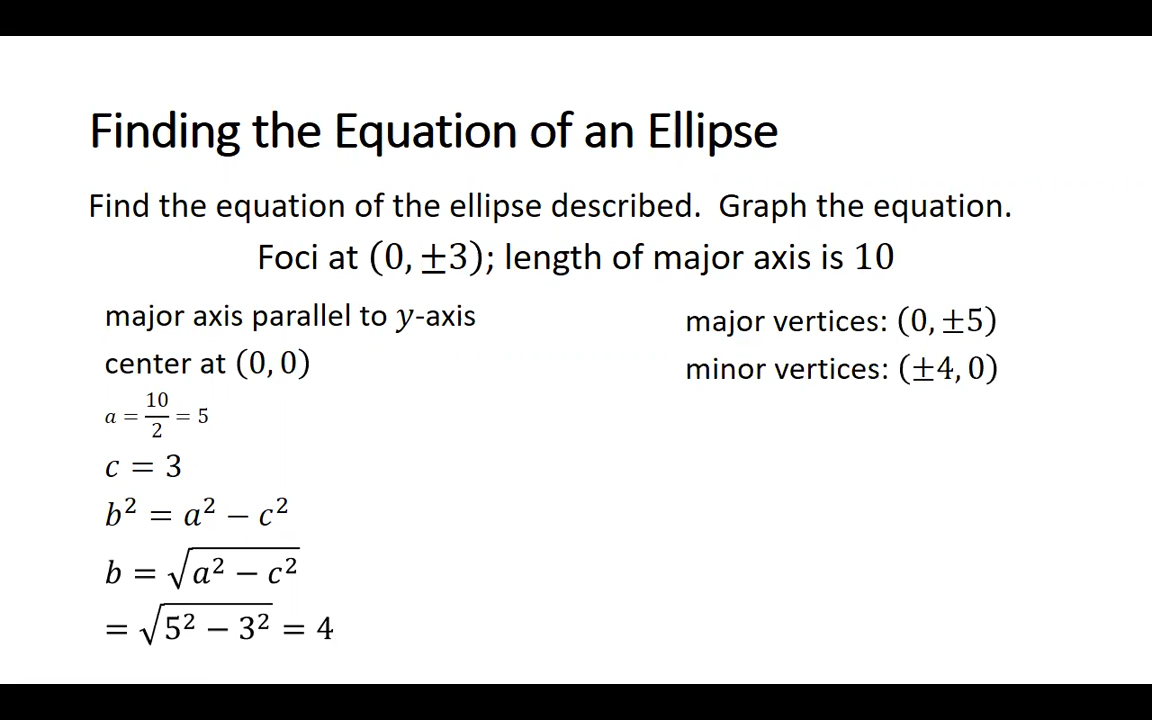 Finding the Equation of an Ellipse
Find the equation of the ellipse described.  Graph the equation.
Foci at (0, ±3); length of major axis is 10
major axis parallel to y-axis
center at (0, 0)
a = 10/2 = 5
c = 3
b² = a² − c²
b = √(a² − c²)
= √(5² − 3²) = 4
major vertices: (0, ±5)
minor vertices: (±4, 0)